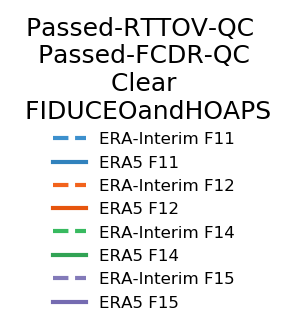 Passed-RTTOV-QC
Passed-FCDR-QC
Clear
FIDUCEOandHOAPS
ERA-Interim F11
ERA5 F11
ERA-Interim F12
ERA5 F12
ERA-Interim F14
ERA5 F14
ERA-Interim F15
ERA5 F15